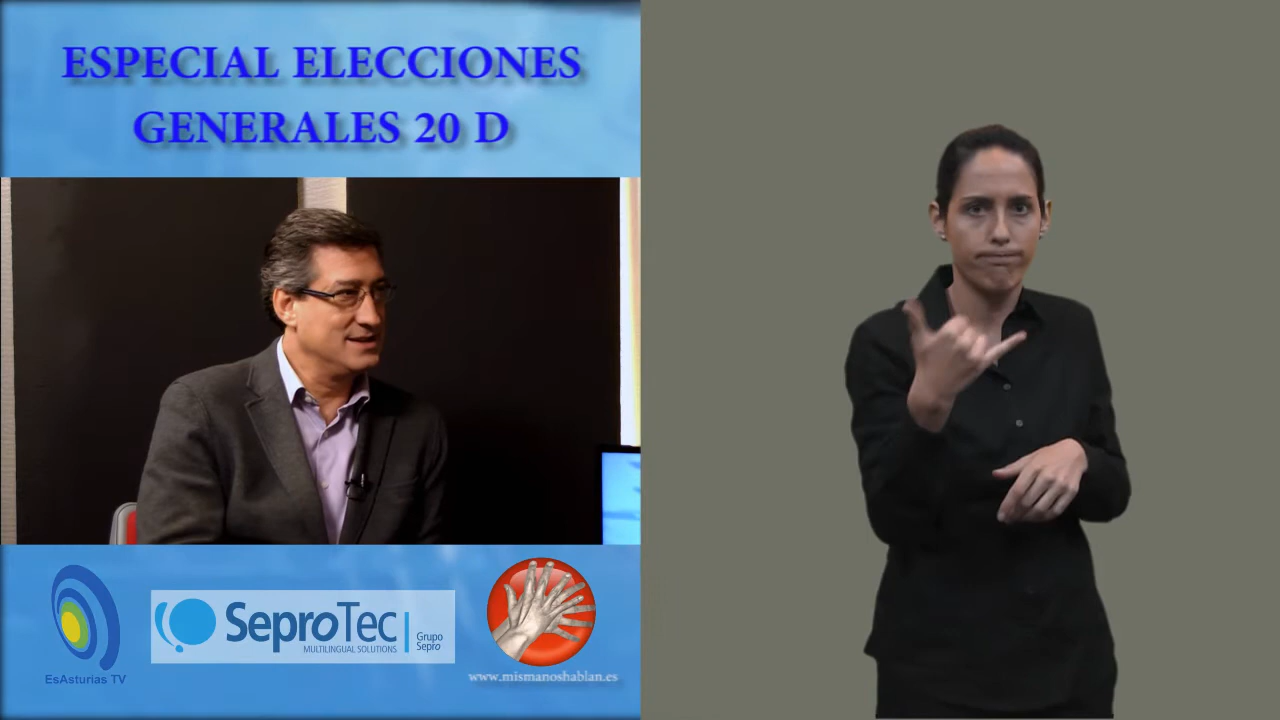 ESPECIAL ELECCIONES
GENERALES 20 D
EsAsturias TV
SeproTec
MULTILINGUAL SOLUTIONS
Grupo
Sepro
www.mismanoshablan.es